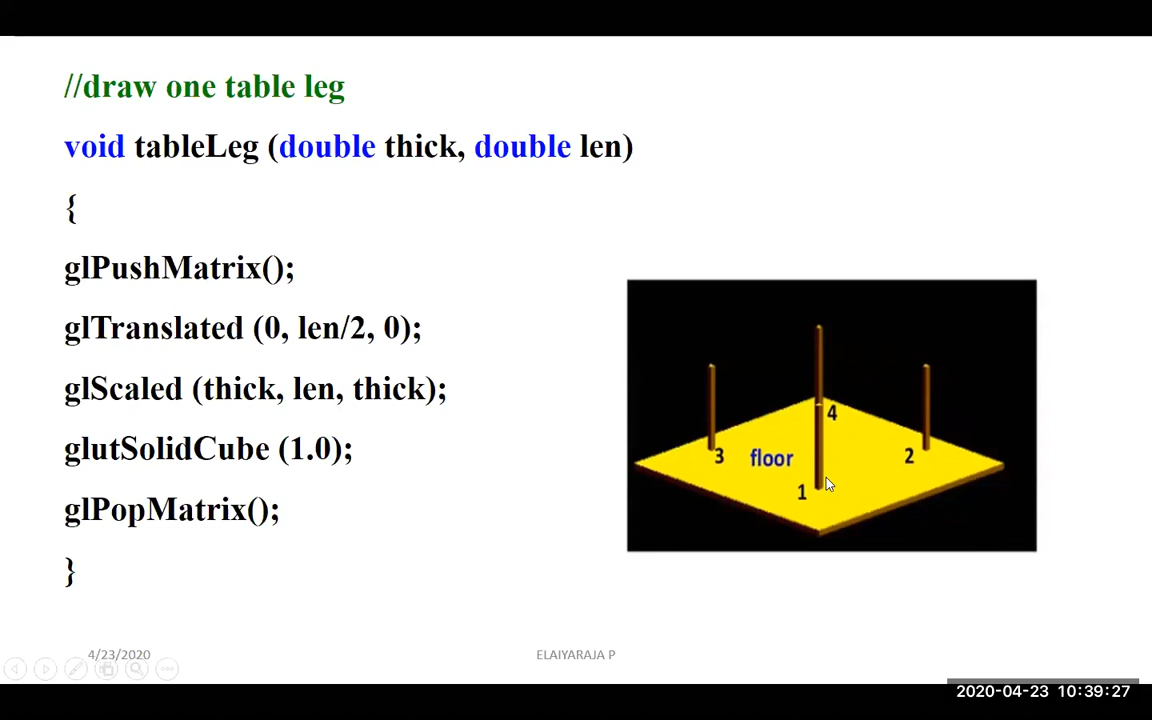 //draw one table leg
void tableLeg (double thick, double len)
{
glPushMatrix();
glTranslated (0, len/2, 0);
glScaled (thick, len, thick);
glutSolidCube (1.0);
glPopMatrix();
}
4
3
floor
2
1
4/23/2020
ELAIYARAJA P
2020-04-23 10:39:27